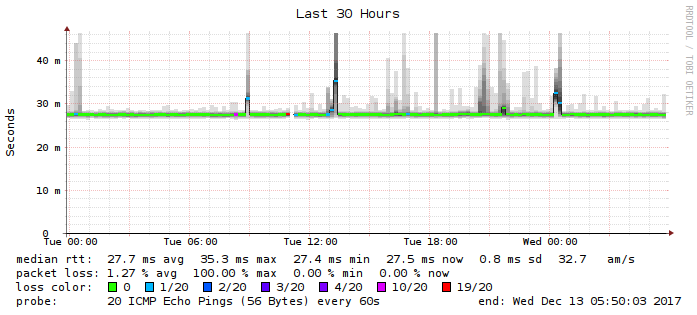 Last 30 Hours
RRDTOOL / TOBI OETIKER
Seconds
40 m
30 m
20 m
10 m
0
Tue 00:00 Tue 06:00 Tue 12:00 Tue 18:00 Wed 00:00
median rtt: 27.7 ms avg 35.3 ms max 27.4 ms min 27.5 ms now 0.8 ms sd 32.7 am/s
packet loss: 1.27 % avg 100.00 % max 0.00 % min 0.00 % now
loss color: 0 1/20 2/20 3/20 4/20 10/20 19/20
probe: 20 ICMP Echo Pings (56 Bytes) every 60s end: Wed Dec 13 05:50:03 2017